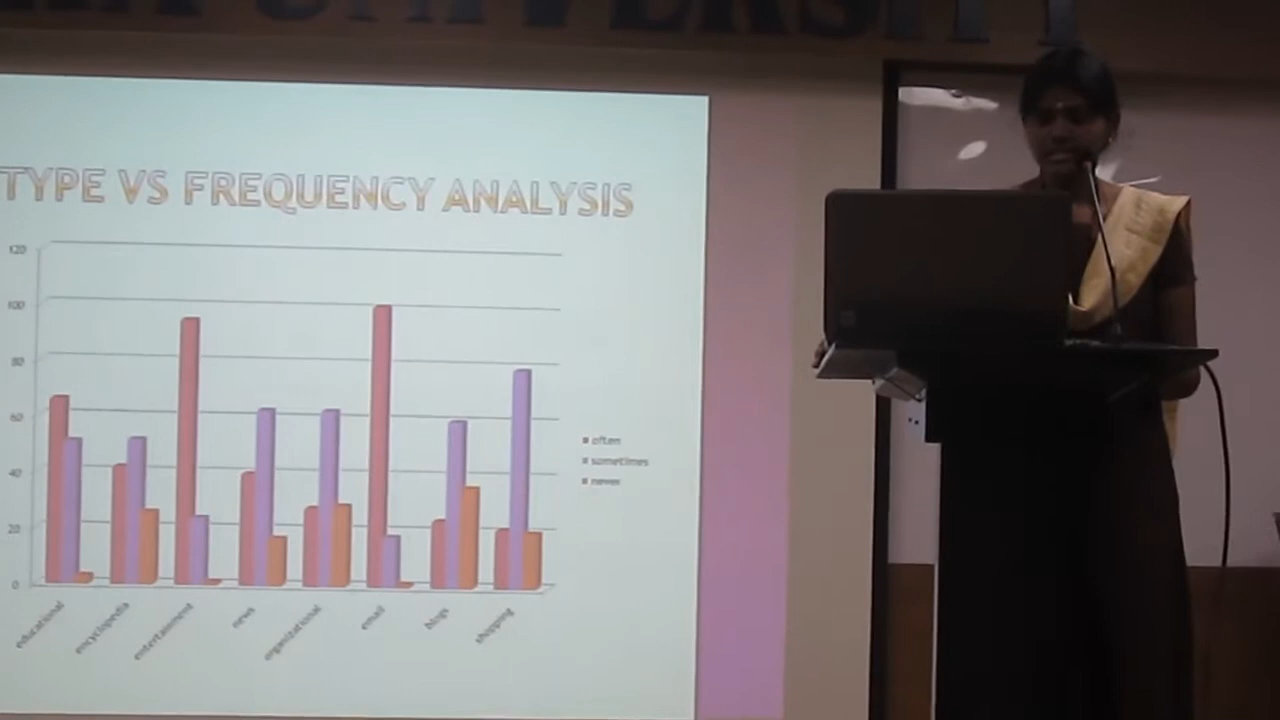 UNIVERSITY
TYPE VS FREQUENCY ANALYSIS
120
100
80
60
40
20
0
educational
encyclopedia
entertainment
news
organizational
email
blogs
shopping
often
sometimes
never